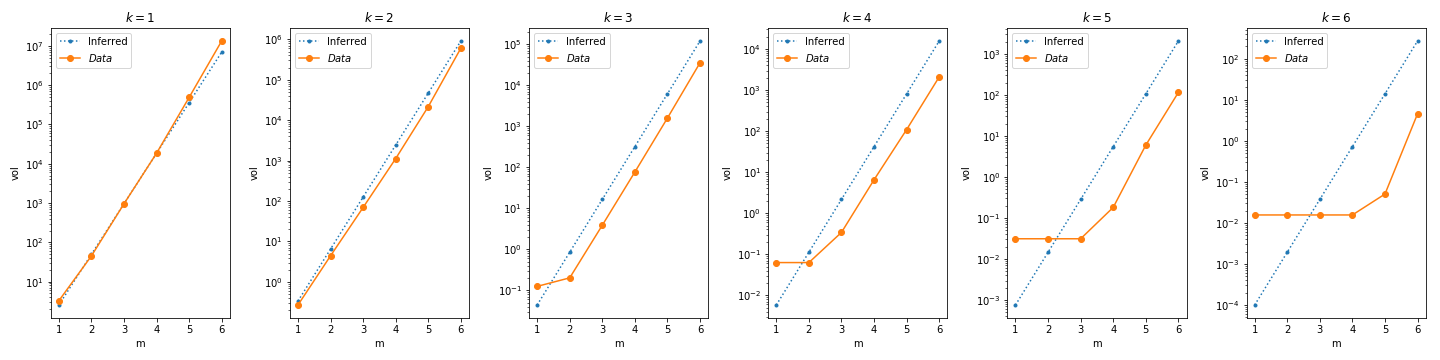 k = 1
10^7
10^6
10^5
10^4
10^3
10^2
10^1
vol
Inferred
Data
1 2 3 4 5 6
m
k = 2
10^6
10^5
10^4
10^3
10^2
10^1
10^0
vol
Inferred
Data
1 2 3 4 5 6
m
k = 3
10^5
10^4
10^3
10^2
10^1
10^0
10^−1
vol
Inferred
Data
1 2 3 4 5 6
m
k = 4
10^4
10^3
10^2
10^1
10^0
10^−1
10^−2
vol
Inferred
Data
1 2 3 4 5 6
m
k = 5
10^3
10^2
10^1
10^0
10^−1
10^−2
10^−3
vol
Inferred
Data
1 2 3 4 5 6
m
k = 6
10^2
10^1
10^0
10^−1
10^−2
10^−3
10^−4
vol
Inferred
Data
1 2 3 4 5 6
m